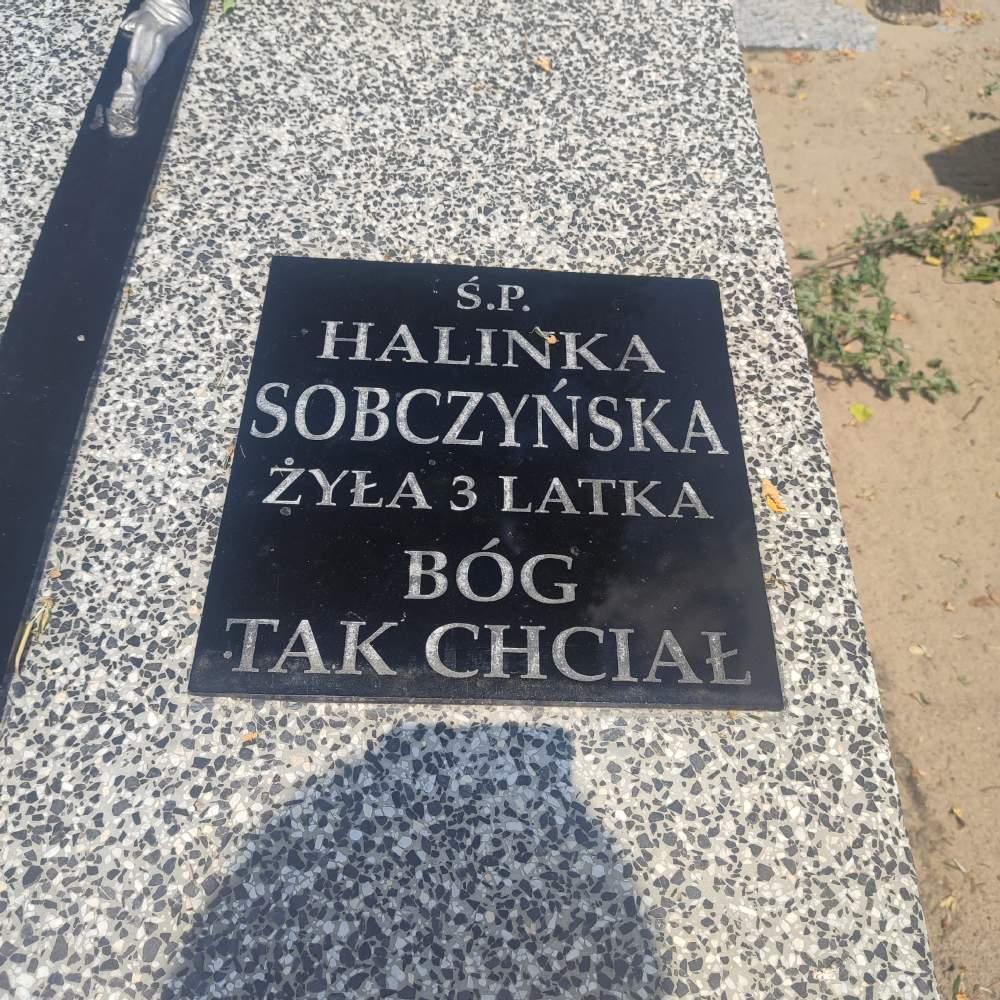 Ś.P.
HALINKA
SOBCZYŃSKA
ŻYŁA 3 LATKA
BÓG
TAK CHCIAŁ